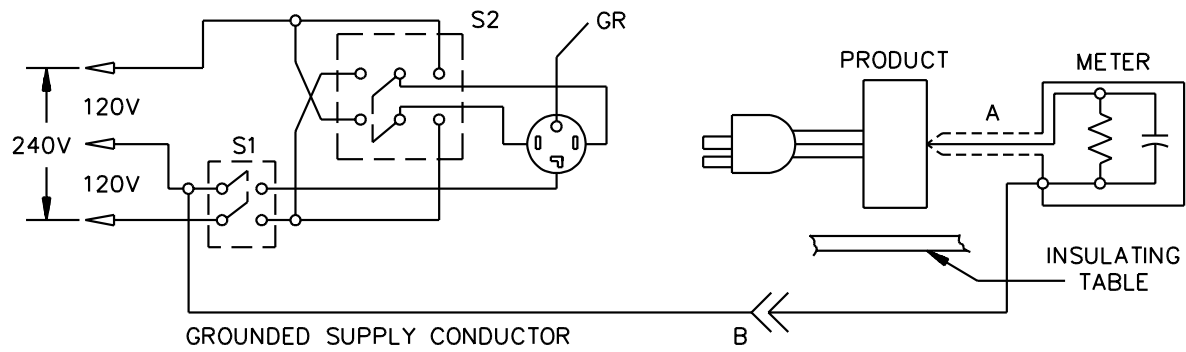 S2
GR
PRODUCT
METER
120V
A
240V
S1
120V
INSULATING
TABLE
GROUNDED SUPPLY CONDUCTOR
B